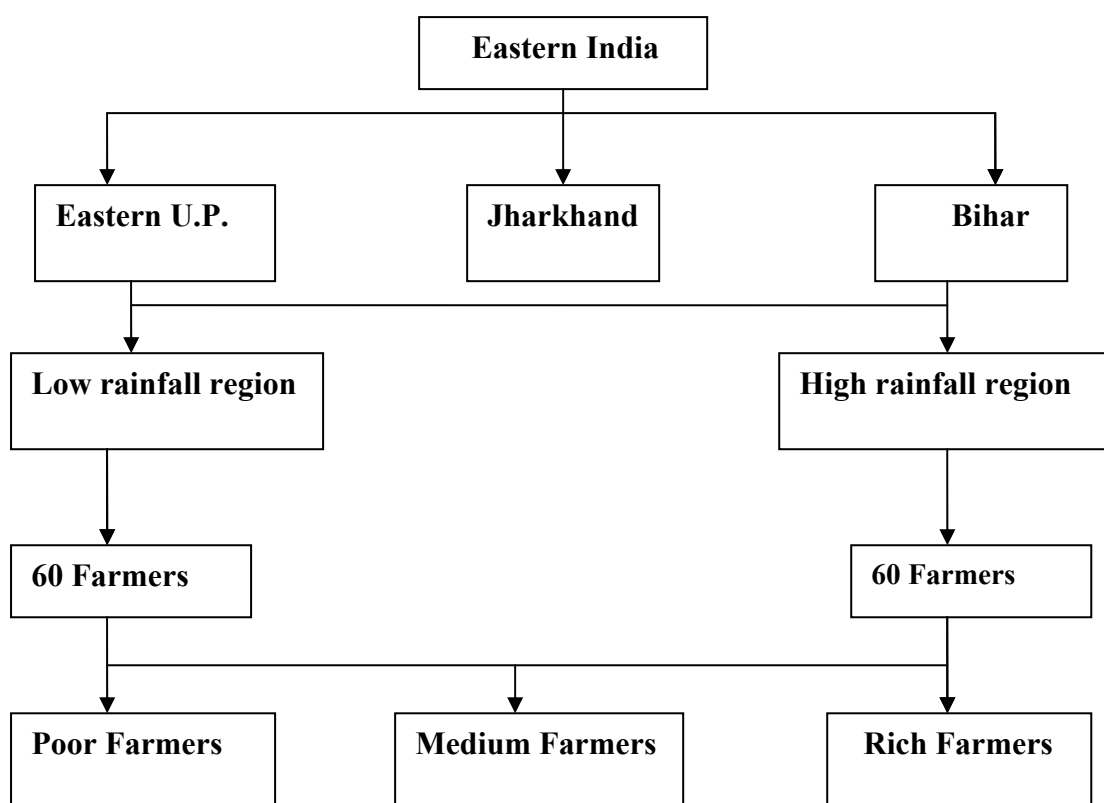 Eastern India
Eastern U.P.
Jharkhand
Bihar
Low rainfall region
High rainfall region
60 Farmers
60 Farmers
Poor Farmers
Medium Farmers
Rich Farmers